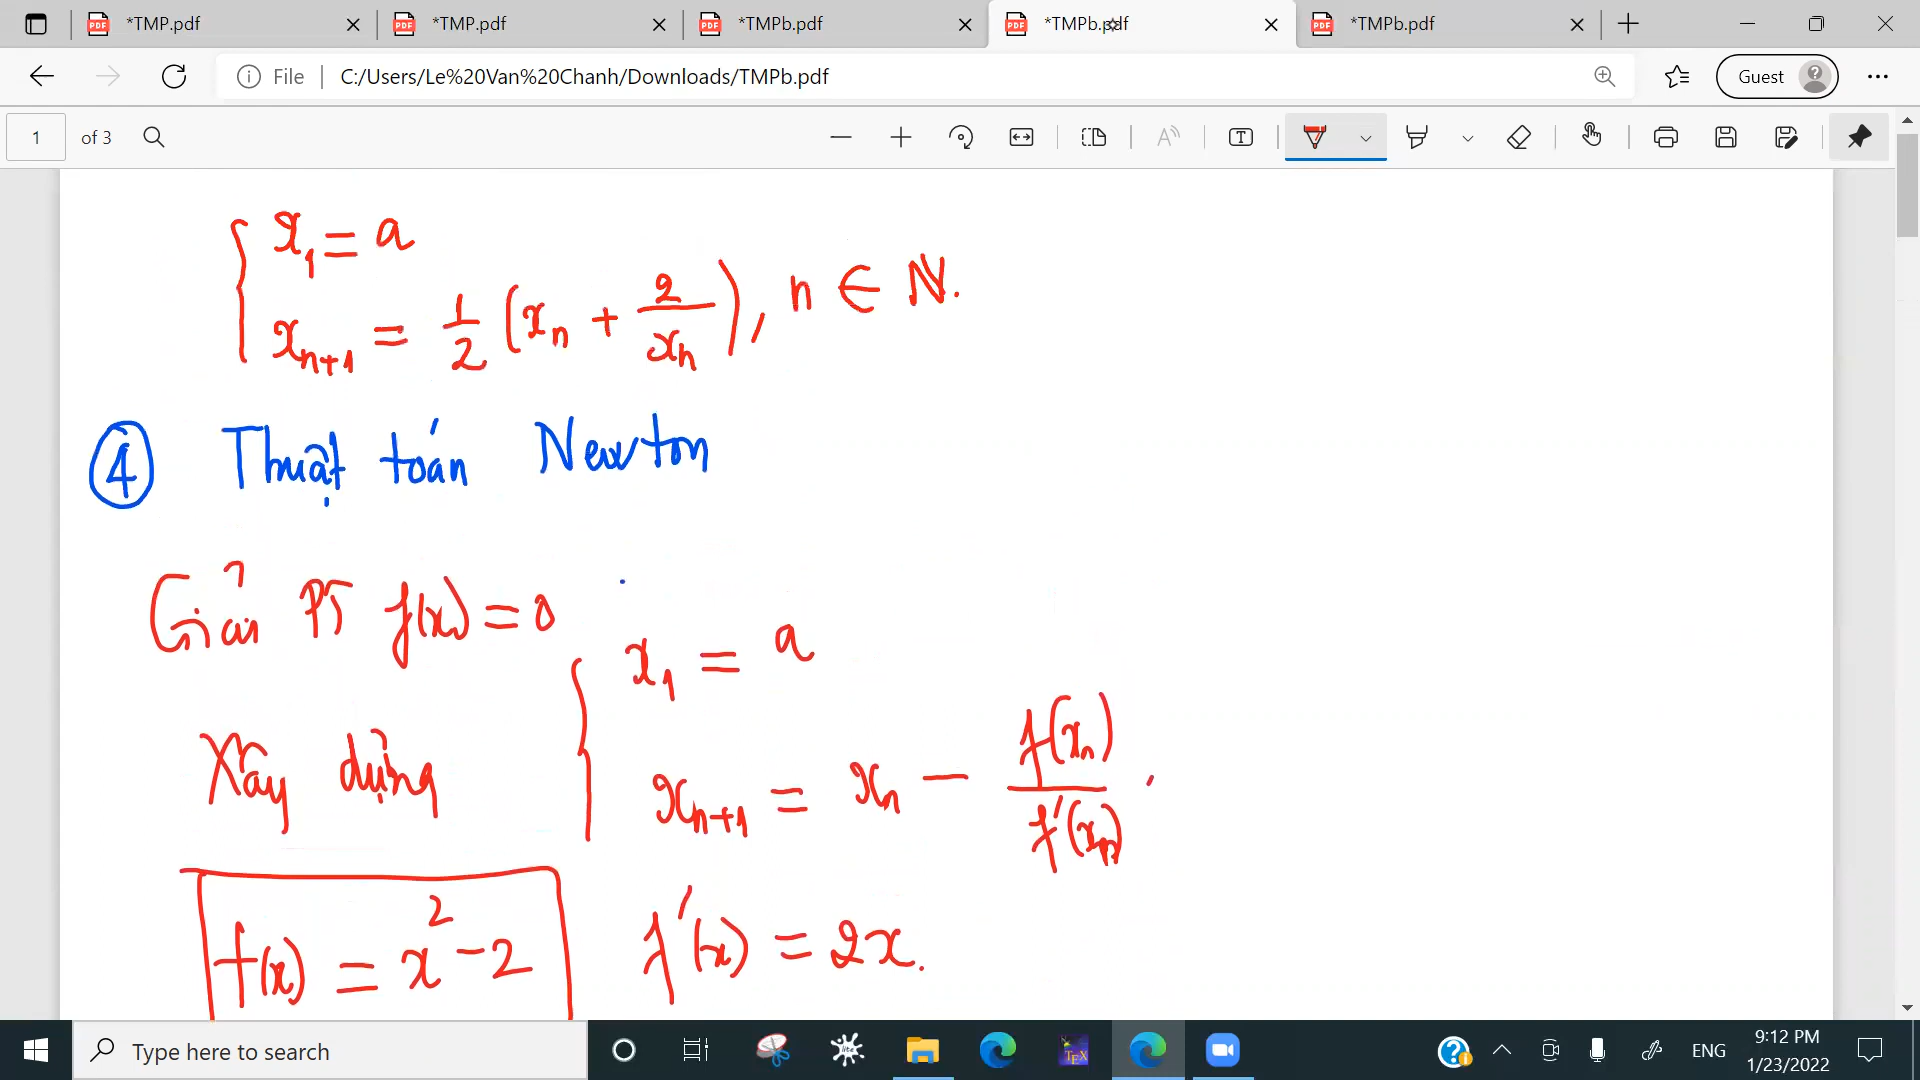 *TMP.pdf *TMP.pdf *TMPb.pdf *TMPb.pdf *TMPb.pdf
File C:/Users/Le%20Van%20Chanh/Downloads/TMPb.pdf Guest
1 of 3
x₁ = a
xₙ₊₁ = 1/2 (xₙ + 2/xₙ), n ∈ ℕ.
④ Thuật toán Newton
Giải PT f(x) = 0
x₁ = a
Xây dựng xₙ₊₁ = xₙ - f(xₙ)/f'(xₙ).
f(x) = x² - 2 f'(x) = 2x.
Type here to search ENG 9:12 PM
1/23/2022